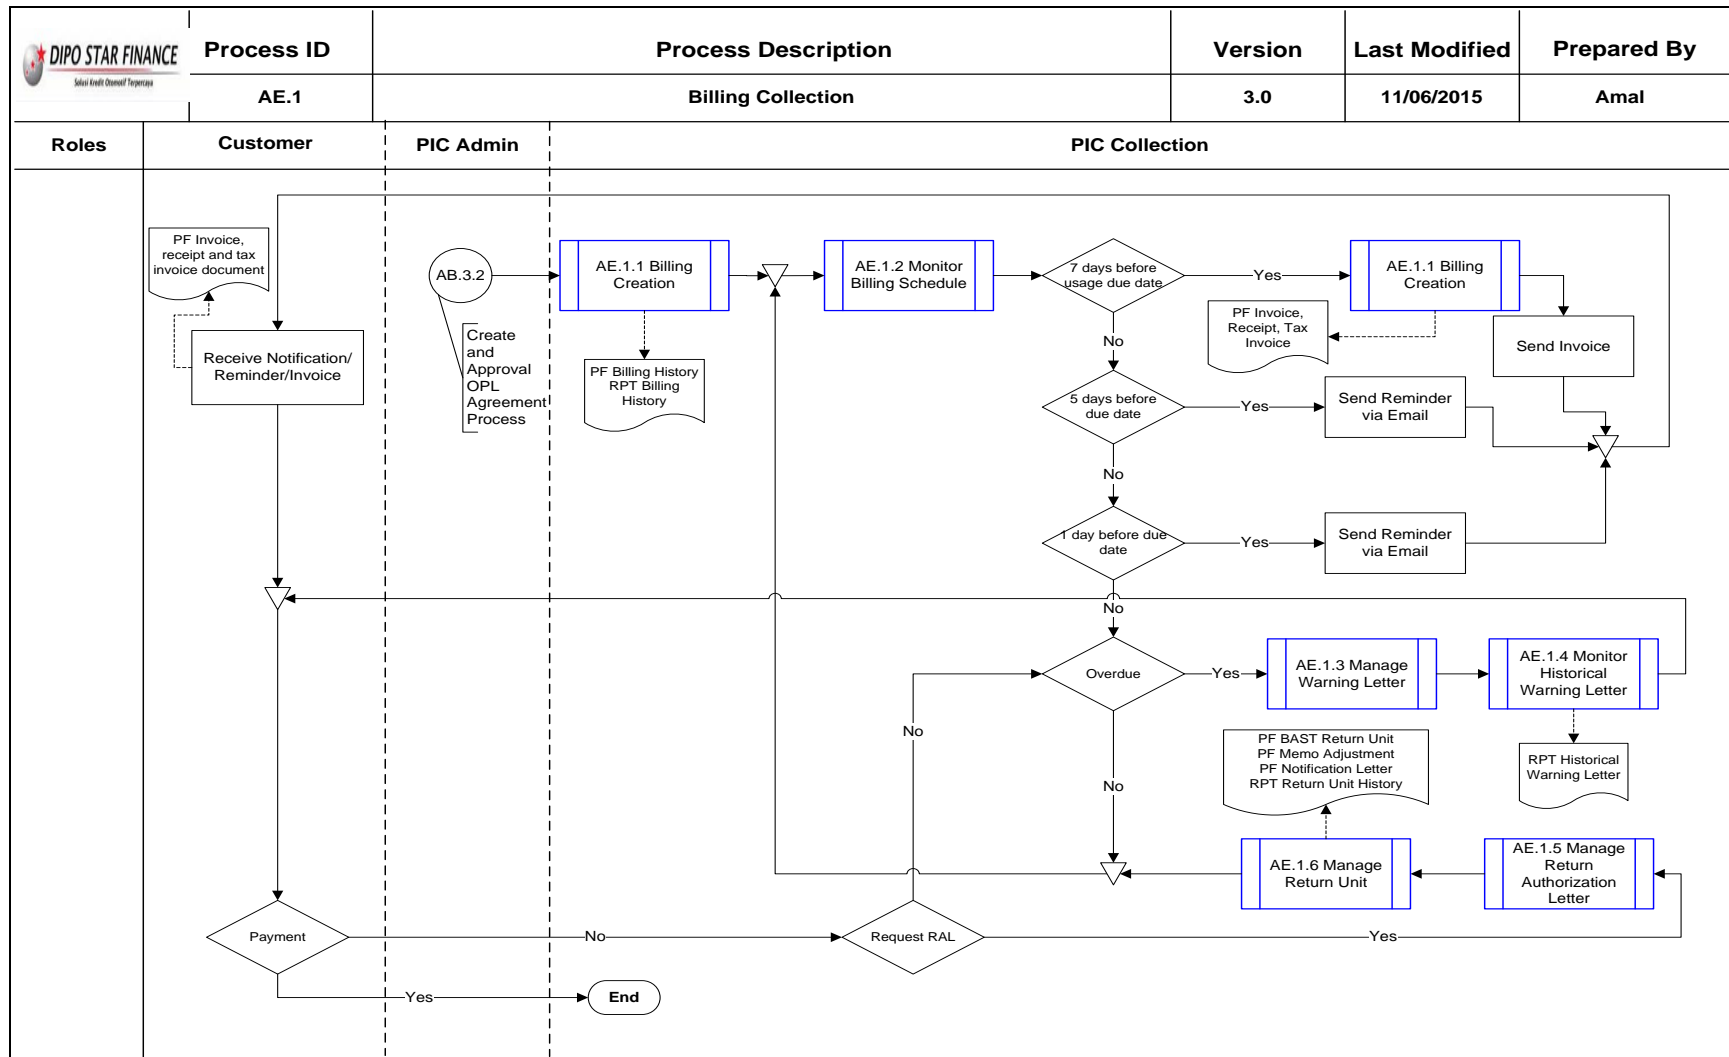 DIPO STAR FINANCE
Solusi Kredit Otomotif Terpercaya
Process ID
Process Description
Version
Last Modified
Prepared By
AE.1
Billing Collection
3.0
11/06/2015
Amal
Roles
Customer
PIC Admin
PIC Collection
PF Invoice,
receipt and tax
invoice document
Receive Notification/
Reminder/Invoice
AB.3.2
Create
and
Approval
OPL
Agreement
Process
AE.1.1 Billing
Creation
PF Billing History
RPT Billing
History
AE.1.2 Monitor
Billing Schedule
7 days before
usage due date
Yes
AE.1.1 Billing
Creation
PF Invoice,
Receipt, Tax
Invoice
Send Invoice
No
5 days before
due date
Yes
Send Reminder
via Email
No
1 day before due
date
Yes
Send Reminder
via Email
No
Overdue
Yes
AE.1.3 Manage
Warning Letter
AE.1.4 Monitor
Historical
Warning Letter
RPT Historical
Warning Letter
No
No
PF BAST Return Unit
PF Memo Adjustment
PF Notification Letter
RPT Return Unit History
AE.1.6 Manage
Return Unit
AE.1.5 Manage
Return
Authorization
Letter
Payment
No
Request RAL
Yes
Yes
End